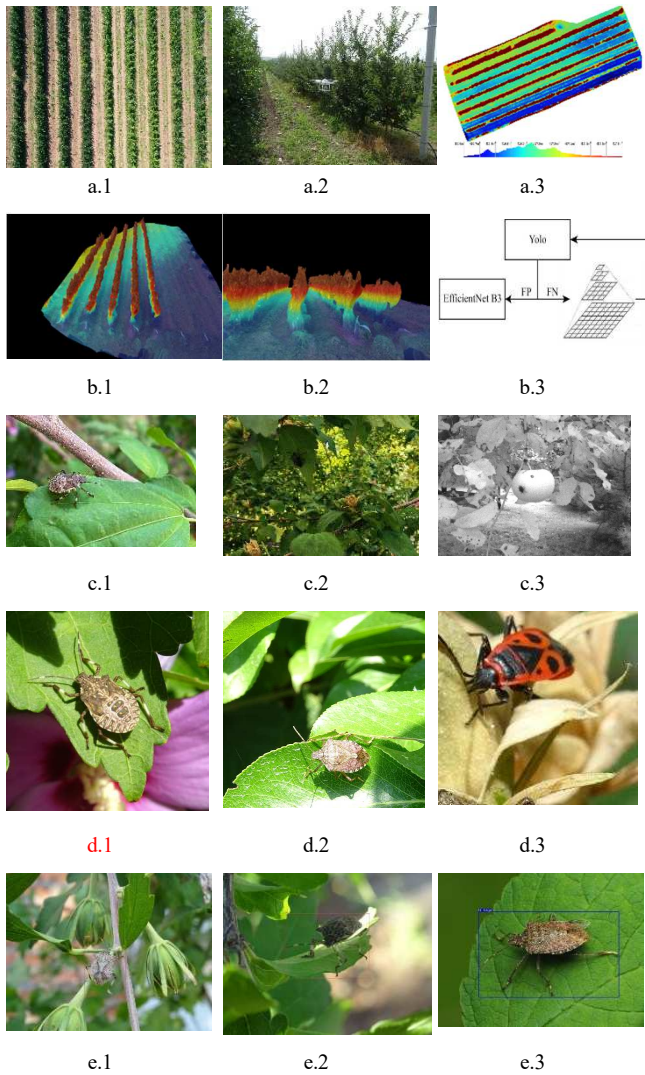 a.1 a.2 a.3
Yolo
EfficientNet B3 FP FN
b.1 b.2 b.3
c.1 c.2 c.3
d.1 d.2 d.3
e.1 e.2 e.3